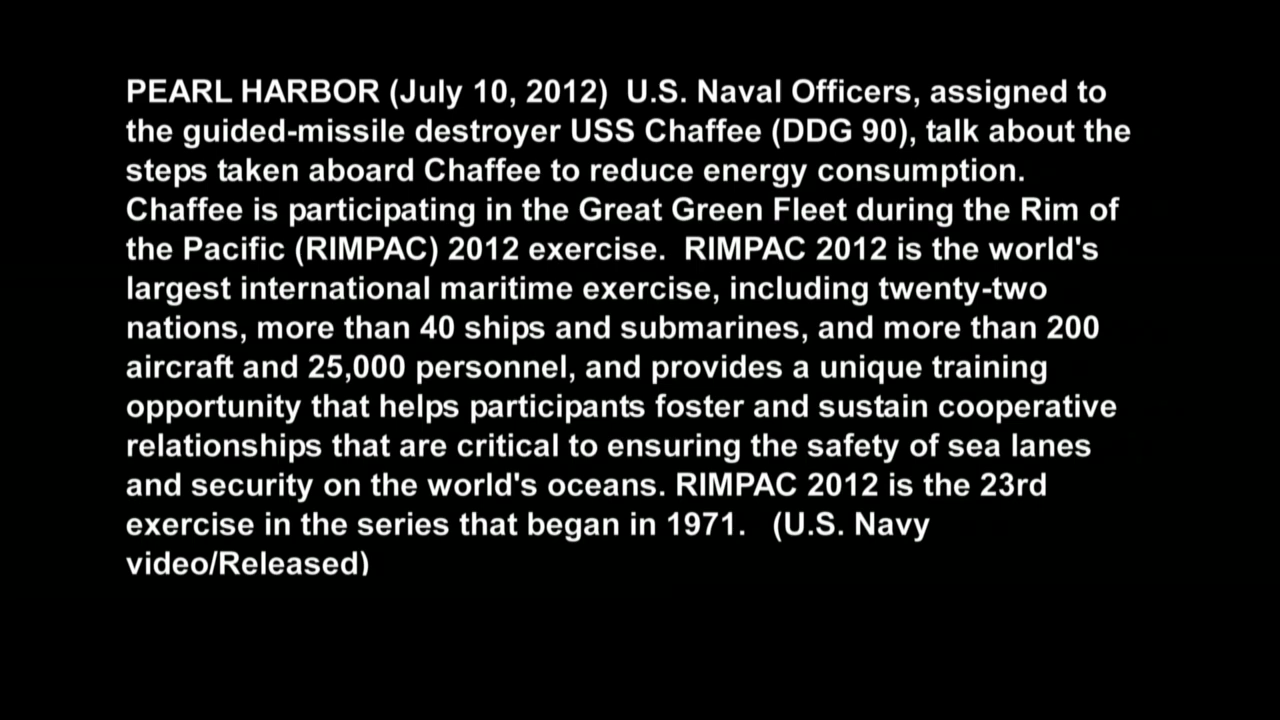 PEARL HARBOR (July 10, 2012)  U.S. Naval Officers, assigned to
the guided-missile destroyer USS Chaffee (DDG 90), talk about the
steps taken aboard Chaffee to reduce energy consumption.
Chaffee is participating in the Great Green Fleet during the Rim of
the Pacific (RIMPAC) 2012 exercise.  RIMPAC 2012 is the world's
largest international maritime exercise, including twenty-two
nations, more than 40 ships and submarines, and more than 200
aircraft and 25,000 personnel, and provides a unique training
opportunity that helps participants foster and sustain cooperative
relationships that are critical to ensuring the safety of sea lanes
and security on the world's oceans. RIMPAC 2012 is the 23rd
exercise in the series that began in 1971.   (U.S. Navy
video/Released)